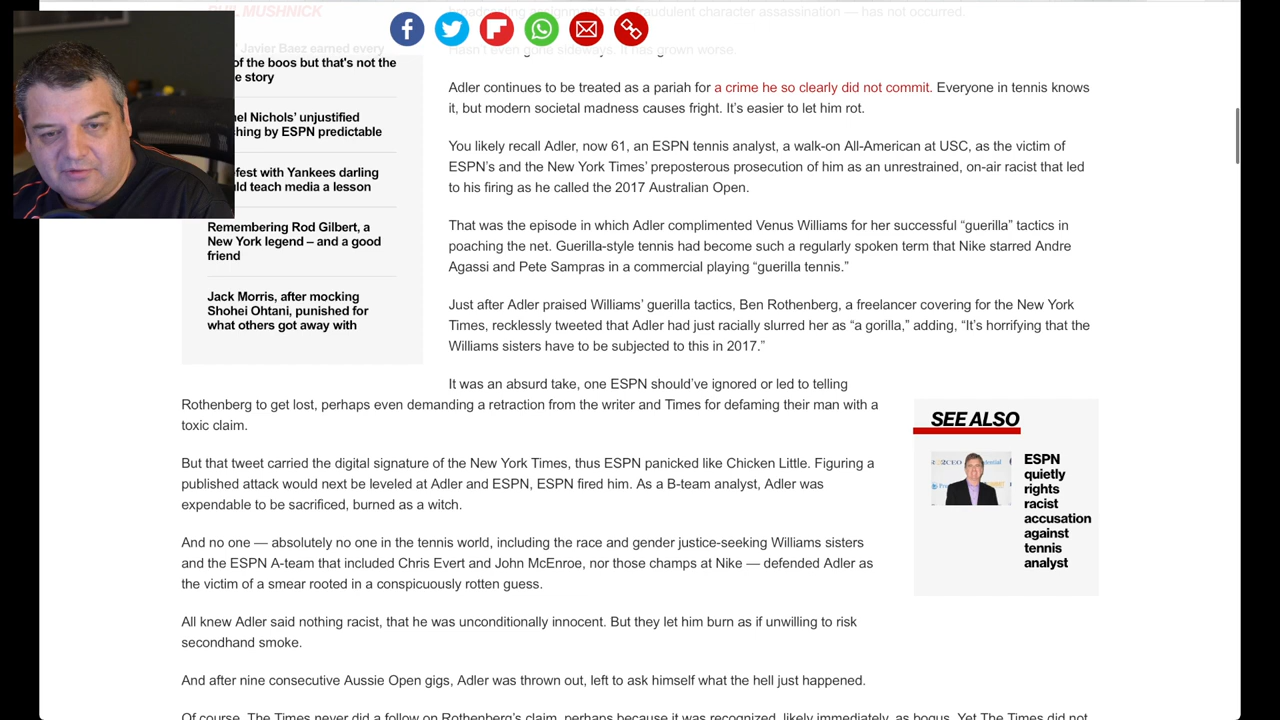 PHIL MUSHNICK
broadcasting assignments to a fraudulent character assassination — has not occurred.
Hasn't even gone sideways. It has grown worse.
Javier Baez earned every
of the boos but that's not the
e story
el Nichols' unjustified
hing by ESPN predictable
fest with Yankees darling
uld teach media a lesson
Remembering Rod Gilbert, a
New York legend – and a good
friend
Jack Morris, after mocking
Shohei Ohtani, punished for
what others got away with
Adler continues to be treated as a pariah for a crime he so clearly did not commit. Everyone in tennis knows
it, but modern societal madness causes fright. It's easier to let him rot.
You likely recall Adler, now 61, an ESPN tennis analyst, a walk-on All-American at USC, as the victim of
ESPN's and the New York Times' preposterous prosecution of him as an unrestrained, on-air racist that led
to his firing as he called the 2017 Australian Open.
That was the episode in which Adler complimented Venus Williams for her successful “guerilla” tactics in
poaching the net. Guerilla-style tennis had become such a regularly spoken term that Nike starred Andre
Agassi and Pete Sampras in a commercial playing “guerilla tennis.”
Just after Adler praised Williams' guerilla tactics, Ben Rothenberg, a freelancer covering for the New York
Times, recklessly tweeted that Adler had just racially slurred her as “a gorilla,” adding, “It's horrifying that the
Williams sisters have to be subjected to this in 2017.”
It was an absurd take, one ESPN should've ignored or led to telling
Rothenberg to get lost, perhaps even demanding a retraction from the writer and Times for defaming their man with a
toxic claim.
But that tweet carried the digital signature of the New York Times, thus ESPN panicked like Chicken Little. Figuring a
published attack would next be leveled at Adler and ESPN, ESPN fired him. As a B-team analyst, Adler was
expendable to be sacrificed, burned as a witch.
And no one — absolutely no one in the tennis world, including the race and gender justice-seeking Williams sisters
and the ESPN A-team that included Chris Evert and John McEnroe, nor those champs at Nike — defended Adler as
the victim of a smear rooted in a conspicuously rotten guess.
All knew Adler said nothing racist, that he was unconditionally innocent. But they let him burn as if unwilling to risk
secondhand smoke.
And after nine consecutive Aussie Open gigs, Adler was thrown out, left to ask himself what the hell just happened.
Of course, The Times never did a follow on Rothenberg's claim, perhaps because it was recognized, likely immediately, as bogus. Yet The Times did not
SEE ALSO
ESPN
quietly
rights
racist
accusation
against
tennis
analyst